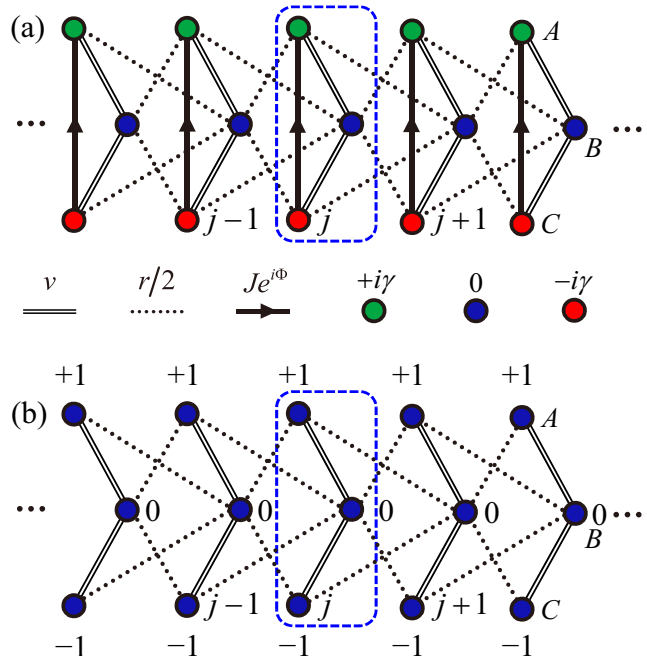 (a)
A
... B ...
j − 1 j j + 1 C
v r/2 Je^{iΦ} +iγ 0 −iγ
+1 +1 +1 +1 +1
(b)
A
... 0 0 0 0 0 ...
B
j − 1 j j + 1 C
−1 −1 −1 −1 −1